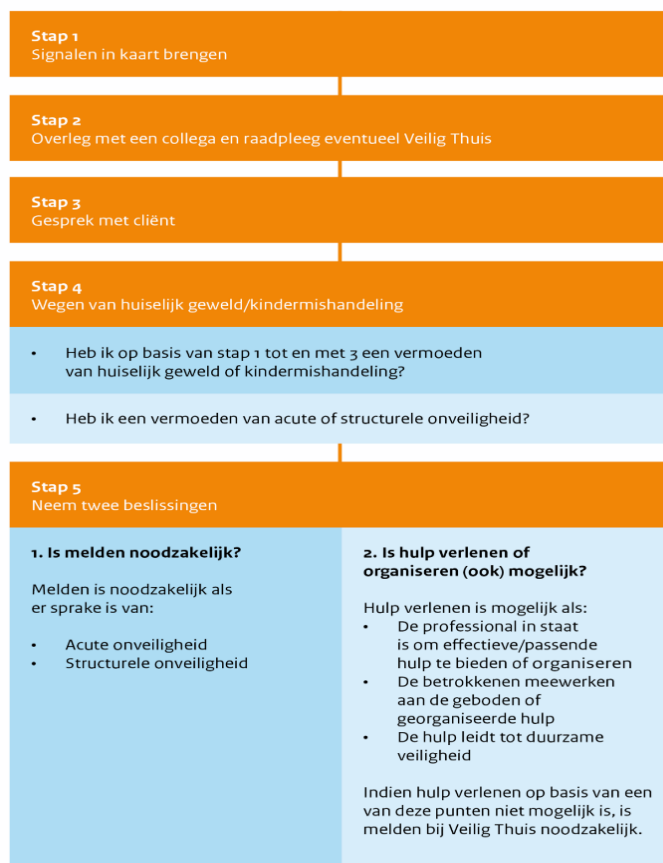 Stap 1
Signalen in kaart brengen
Stap 2
Overleg met een collega en raadpleeg eventueel Veilig Thuis
Stap 3
Gesprek met cliënt
Stap 4
Wegen van huiselijk geweld/kindermishandeling
• Heb ik op basis van stap 1 tot en met 3 een vermoeden
van huiselijk geweld of kindermishandeling?
• Heb ik een vermoeden van acute of structurele onveiligheid?
Stap 5
Neem twee beslissingen
1. Is melden noodzakelijk?
Melden is noodzakelijk als
er sprake is van:
• Acute onveiligheid
• Structurele onveiligheid
2. Is hulp verlenen of
organiseren (ook) mogelijk?
Hulp verlenen is mogelijk als:
• De professional in staat
is om effectieve/passende
hulp te bieden of organiseren
• De betrokkenen meewerken
aan de geboden of
georganiseerde hulp
• De hulp leidt tot duurzame
veiligheid
Indien hulp verlenen op basis van een
van deze punten niet mogelijk is, is
melden bij Veilig Thuis noodzakelijk.